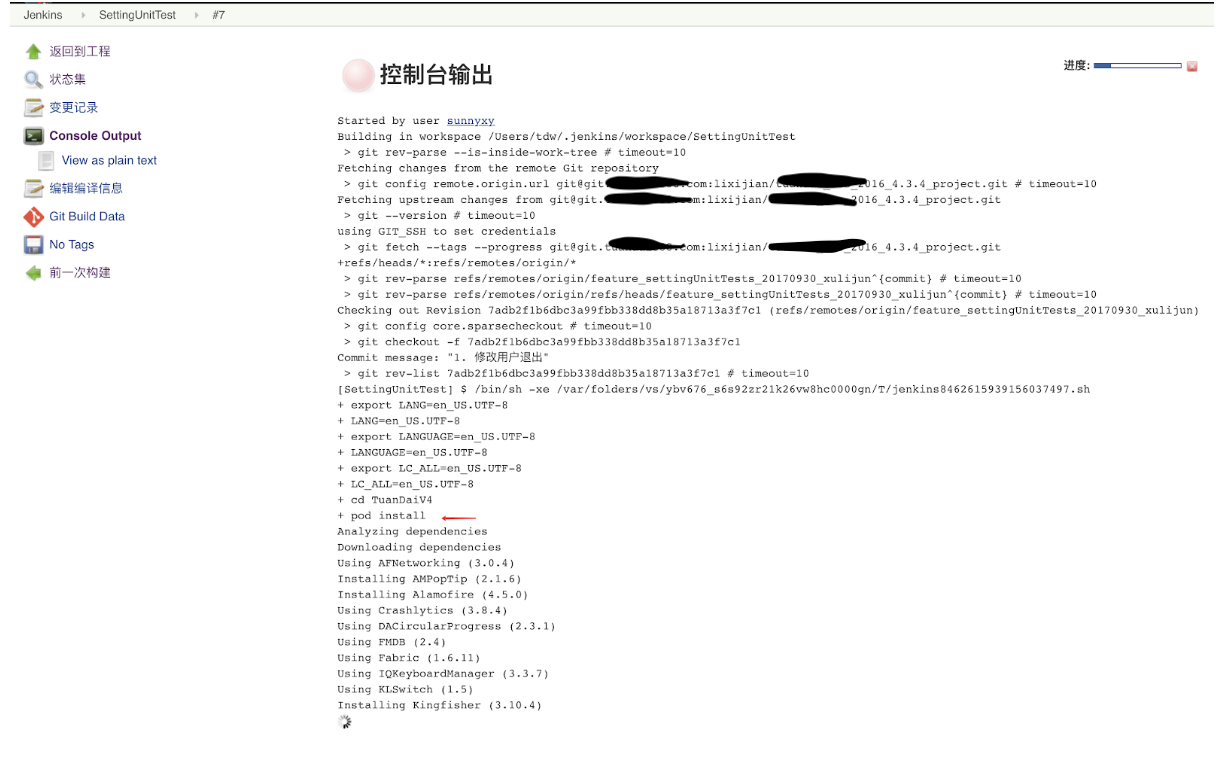 Jenkins SettingUnitTest #7
返回到工程
状态集
变更记录
Console Output
View as plain text
编辑编译信息
Git Build Data
No Tags
前一次构建
控制台输出
进度:
Started by user sunnyxy
Building in workspace /Users/tdw/.jenkins/workspace/SettingUnitTest
> git rev-parse --is-inside-work-tree # timeout=10
Fetching changes from the remote Git repository
> git config remote.origin.url git@git com:lixijian/ 2016_4.3.4_project.git # timeout=10
Fetching upstream changes from git@git. om:lixijian/ 2016_4.3.4_project.git
> git --version # timeout=10
using GIT_SSH to set credentials
> git fetch --tags --progress git@git. com:lixijian/ _2016_4.3.4_project.git
+refs/heads/*:refs/remotes/origin/*
> git rev-parse refs/remotes/origin/feature_settingUnitTests_20170930_xulijun^{commit} # timeout=10
> git rev-parse refs/remotes/origin/refs/heads/feature_settingUnitTests_20170930_xulijun^{commit} # timeout=10
Checking out Revision 7adb2f1b6dbc3a99fbb338dd8b35a18713a3f7c1 (refs/remotes/origin/feature_settingUnitTests_20170930_xulijun)
> git config core.sparsecheckout # timeout=10
> git checkout -f 7adb2f1b6dbc3a99fbb338dd8b35a18713a3f7c1
Commit message: "1. 修改用户退出"
> git rev-list 7adb2f1b6dbc3a99fbb338dd8b35a18713a3f7c1 # timeout=10
[SettingUnitTest] $ /bin/sh -xe /var/folders/vs/ybv676_s6s92zr21k26vw8hc0000gn/T/jenkins8462615939156037497.sh
+ export LANG=en_US.UTF-8
+ LANG=en_US.UTF-8
+ export LANGUAGE=en_US.UTF-8
+ LANGUAGE=en_US.UTF-8
+ export LC_ALL=en_US.UTF-8
+ LC_ALL=en_US.UTF-8
+ cd TuanDaiV4
+ pod install
Analyzing dependencies
Downloading dependencies
Using AFNetworking (3.0.4)
Installing AMPopTip (2.1.6)
Installing Alamofire (4.5.0)
Using Crashlytics (3.8.4)
Using DACircularProgress (2.3.1)
Using FMDB (2.4)
Using Fabric (1.6.11)
Using IQKeyboardManager (3.3.7)
Using KLSwitch (1.5)
Installing Kingfisher (3.10.4)